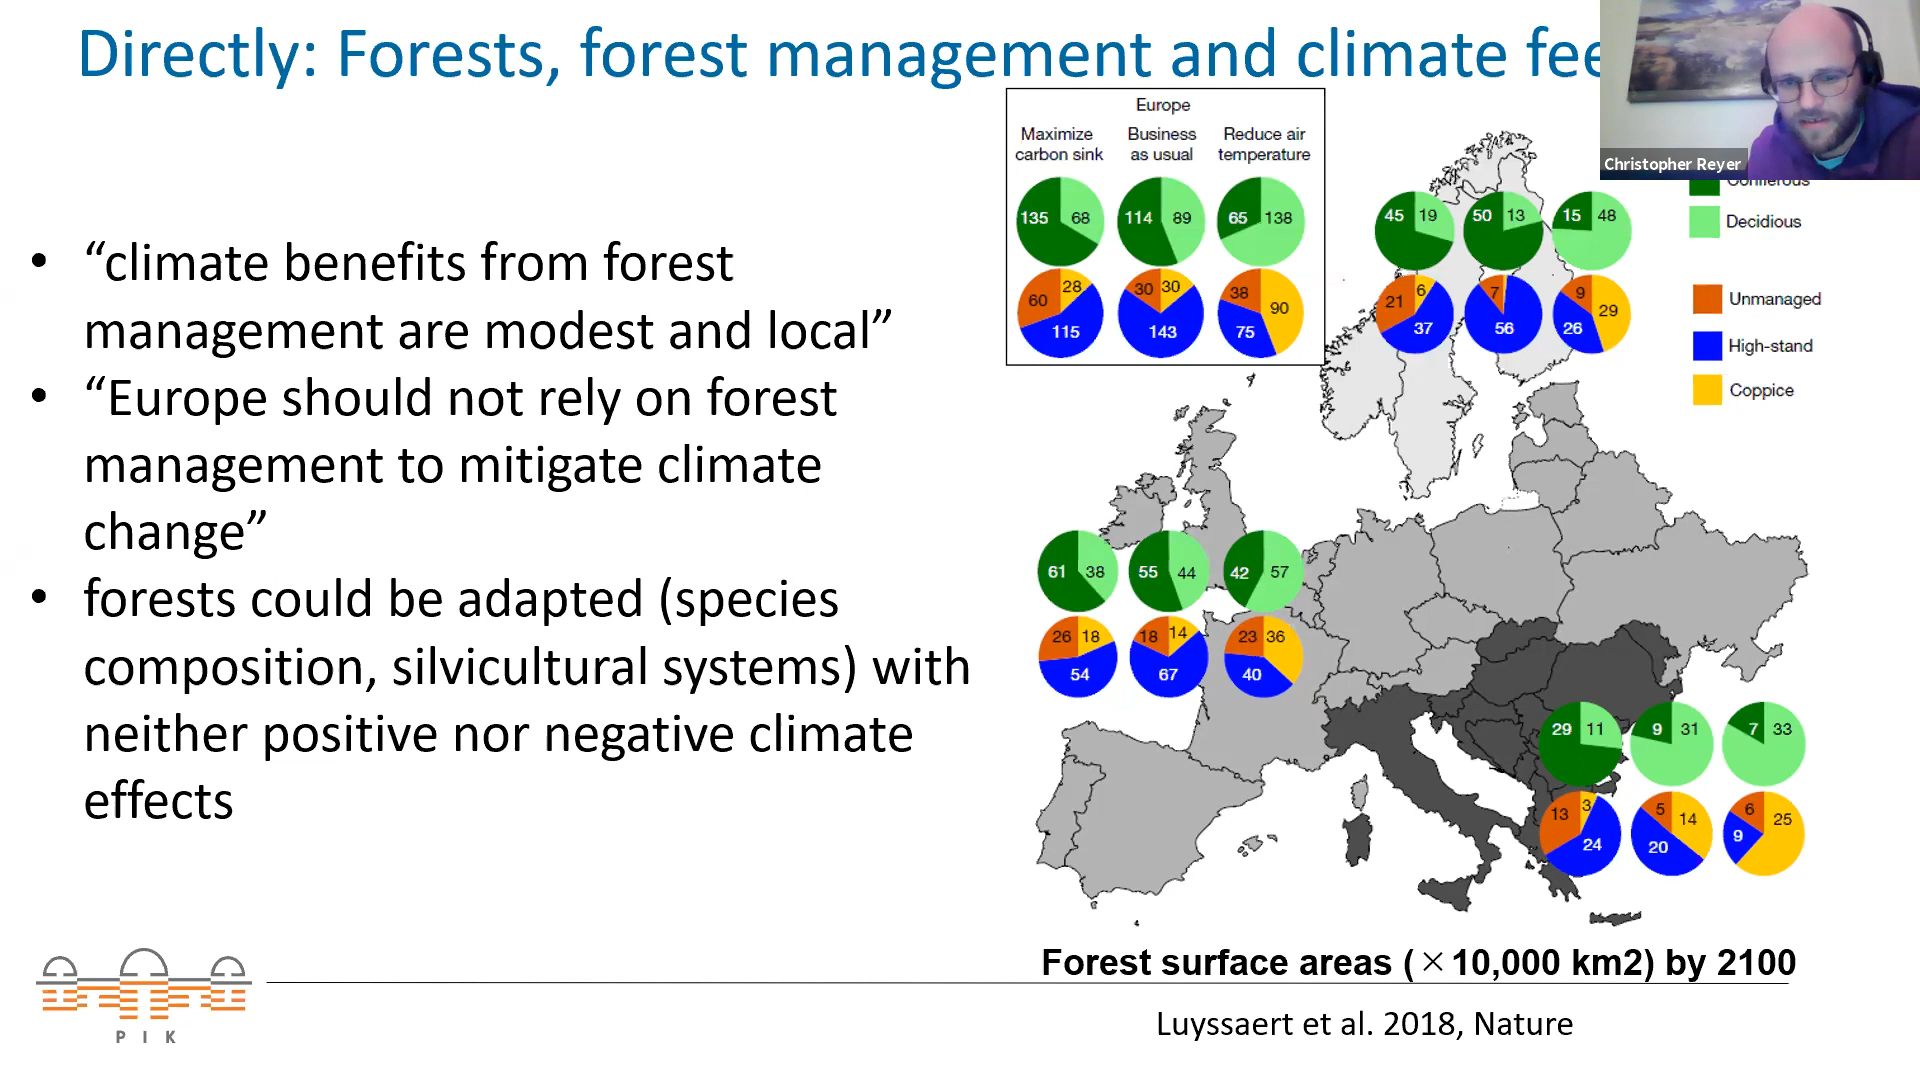 Directly: Forests, forest management and climate
Christopher Reyer
“climate benefits from forest
management are modest and local”
“Europe should not rely on forest
management to mitigate climate
change”
forests could be adapted (species
composition, silvicultural systems) with
neither positive nor negative climate
effects
Europe
Maximize carbon sink
Business as usual
Reduce air temperature
135 68
114 89
65 138
60 28 115
30 30 143
38 90 75
45 19
50 13
15 48
21 6 37
7 56
9 29 26
Coniferous
Decidious
Unmanaged
High-stand
Coppice
61 38
55 44
42 57
26 18 54
18 14 67
23 36 40
29 11
9 31
7 33
13 3 24
5 14 20
6 25 9
Forest surface areas (×10,000 km2) by 2100
Luyssaert et al. 2018, Nature
P I K